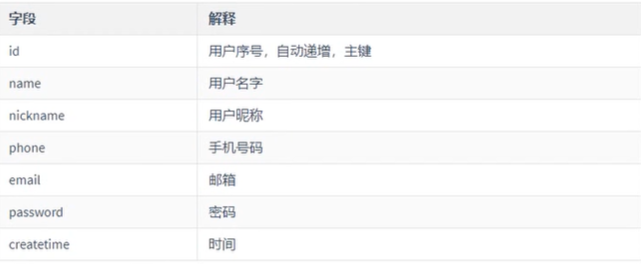 字段 解释
id 用户序号，自动递增，主键
name 用户名字
nickname 用户昵称
phone 手机号码
email 邮箱
password 密码
createtime 时间